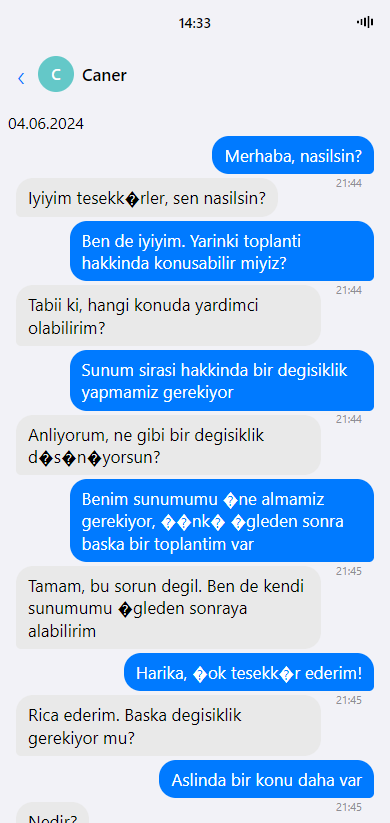 14:33
C
Caner
04.06.2024
Merhaba, nasilsin?
21:44
Iyiyim tesekk�rler, sen nasilsin?
Ben de iyiyim. Yarinki toplanti
hakkinda konusabilir miyiz?
21:44
Tabii ki, hangi konuda yardimci
olabilirim?
Sunum sirasi hakkinda bir degisiklik
yapmamiz gerekiyor
21:44
Anliyorum, ne gibi bir degisiklik
d�s�n�yorsun?
Benim sunumumu �ne almamiz
gerekiyor, ��nk� �gleden sonra
baska bir toplantim var
21:45
Tamam, bu sorun degil. Ben de kendi
sunumumu �gleden sonraya
alabilirim
Harika, �ok tesekk�r ederim!
21:45
Rica ederim. Baska degisiklik
gerekiyor mu?
Aslinda bir konu daha var
21:45
Nedir?